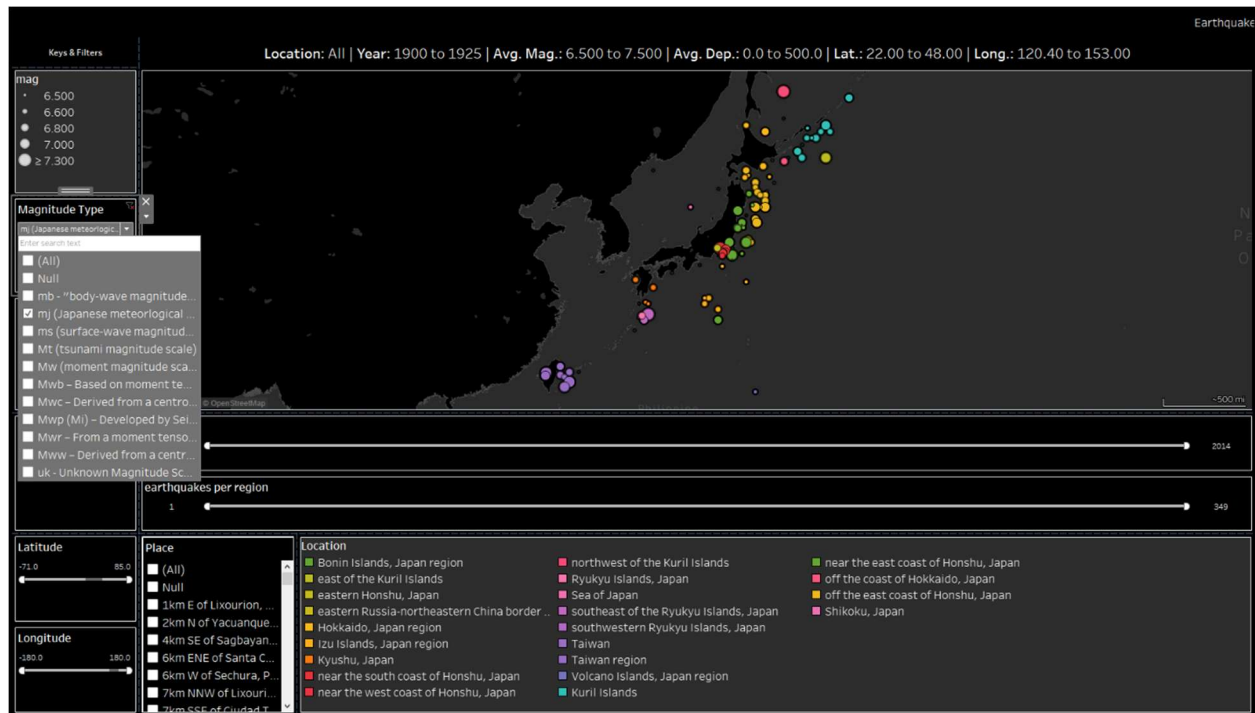 Earthquake
Keys & Filters
Location: All | Year: 1900 to 1925 | Avg. Mag.: 6.500 to 7.500 | Avg. Dep.: 0.0 to 500.0 | Lat.: 22.00 to 48.00 | Long.: 120.40 to 153.00
mag
6.500
6.600
6.800
7.000
≥ 7.300
Magnitude Type
mj (Japanese meteorlogic..
Enter search text
(All)
Null
mb - "body-wave magnitude...
mj (Japanese meteorlogical ...
ms (surface-wave magnitud...
Mt (tsunami magnitude scale)
Mw (moment magnitude sca...
Mwb – Based on moment te...
Mwc – Derived from a centro...
Mwp (Mi) – Developed by Sei...
Mwr – From a moment tenso...
Mww – Derived from a centr...
uk - Unknown Magnitude Sc...
© OpenStreetMap
~500 mi
2014
earthquakes per region
1
349
Latitude
-71.0 85.0
Longitude
-180.0 180.0
Place
(All)
Null
1km E of Lixourion, ...
2km N of Yacuanque...
4km SE of Sagbayan...
6km ENE of Santa C...
6km W of Sechura, P...
7km NNW of Lixouri...
7km SSE of Ciudad T...
Location
Bonin Islands, Japan region
east of the Kuril Islands
eastern Honshu, Japan
eastern Russia-northeastern China border ..
Hokkaido, Japan region
Izu Islands, Japan region
Kyushu, Japan
near the south coast of Honshu, Japan
near the west coast of Honshu, Japan
northwest of the Kuril Islands
Ryukyu Islands, Japan
Sea of Japan
southeast of the Ryukyu Islands, Japan
southwestern Ryukyu Islands, Japan
Taiwan
Taiwan region
Volcano Islands, Japan region
Kuril Islands
near the east coast of Honshu, Japan
off the coast of Hokkaido, Japan
off the east coast of Honshu, Japan
Shikoku, Japan